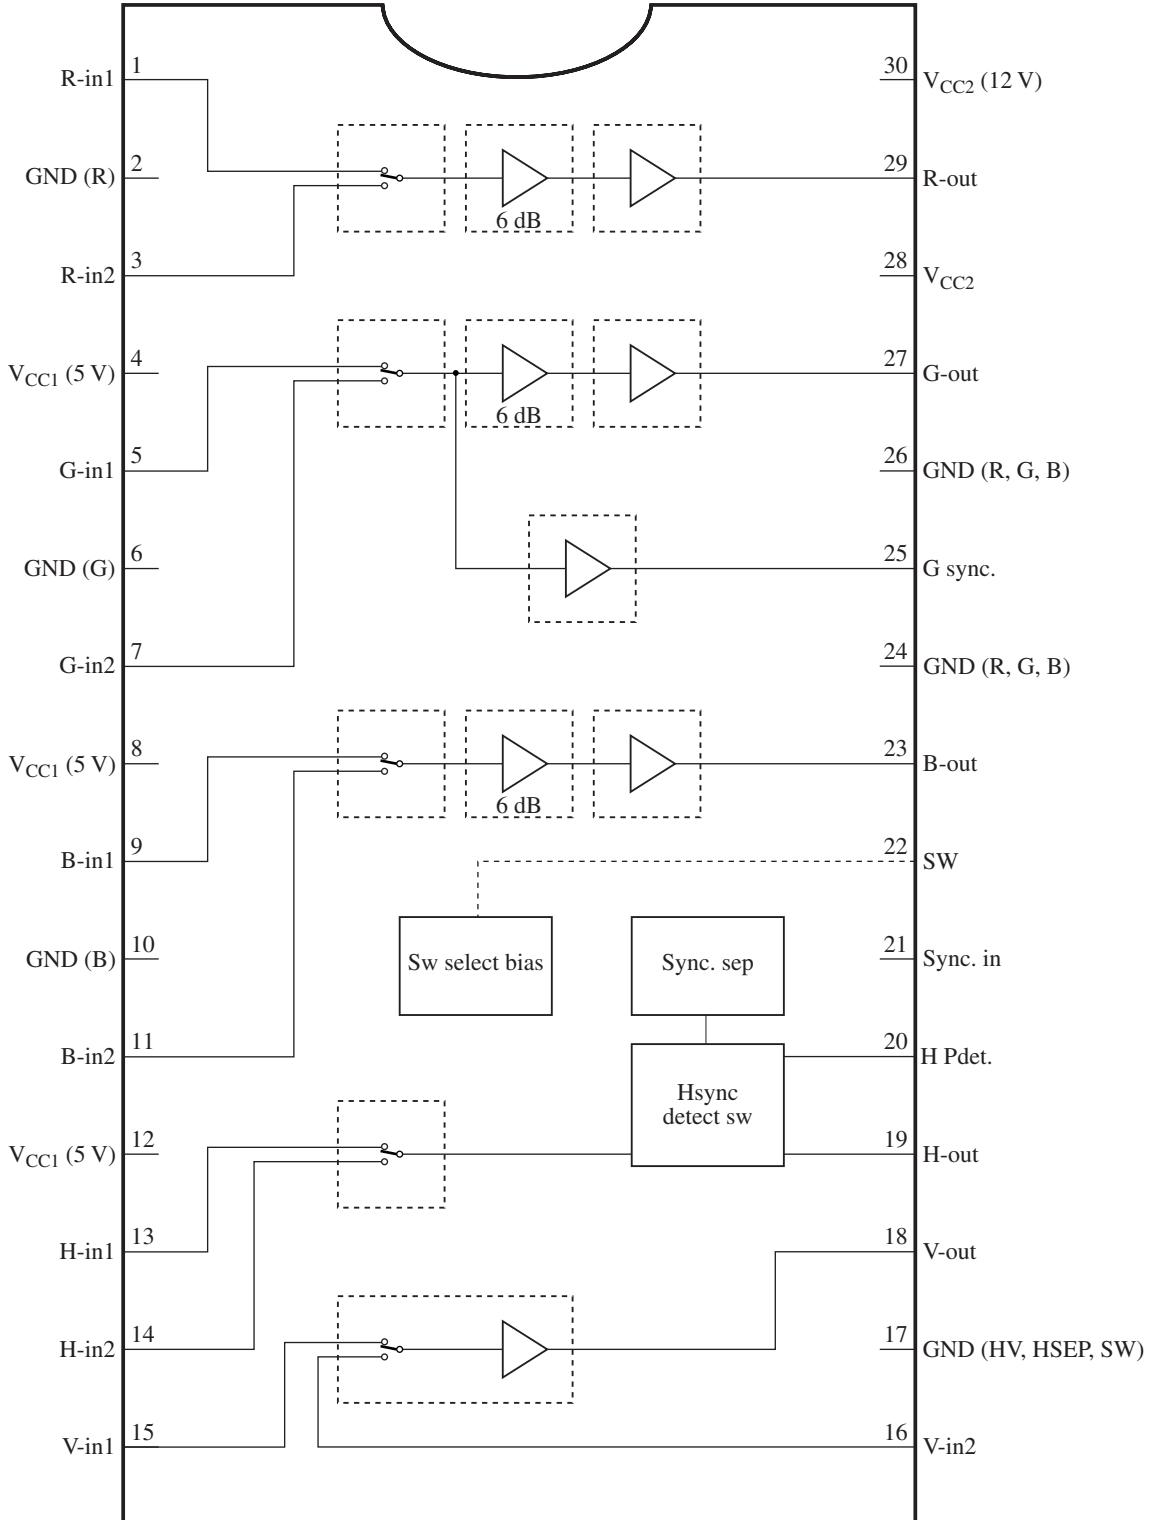 1
R-in1
30
VCC2 (12 V)
2
GND (R)
29
R-out
6 dB
3
R-in2
28
VCC2
4
VCC1 (5 V)
27
G-out
6 dB
5
G-in1
26
GND (R, G, B)
6
GND (G)
25
G sync.
7
G-in2
24
GND (R, G, B)
8
VCC1 (5 V)
23
B-out
6 dB
9
B-in1
22
SW
10
GND (B)
Sw select bias
Sync. sep
21
Sync. in
11
B-in2
20
H Pdet.
Hsync
detect sw
12
VCC1 (5 V)
19
H-out
13
H-in1
18
V-out
14
H-in2
17
GND (HV, HSEP, SW)
15
V-in1
16
V-in2